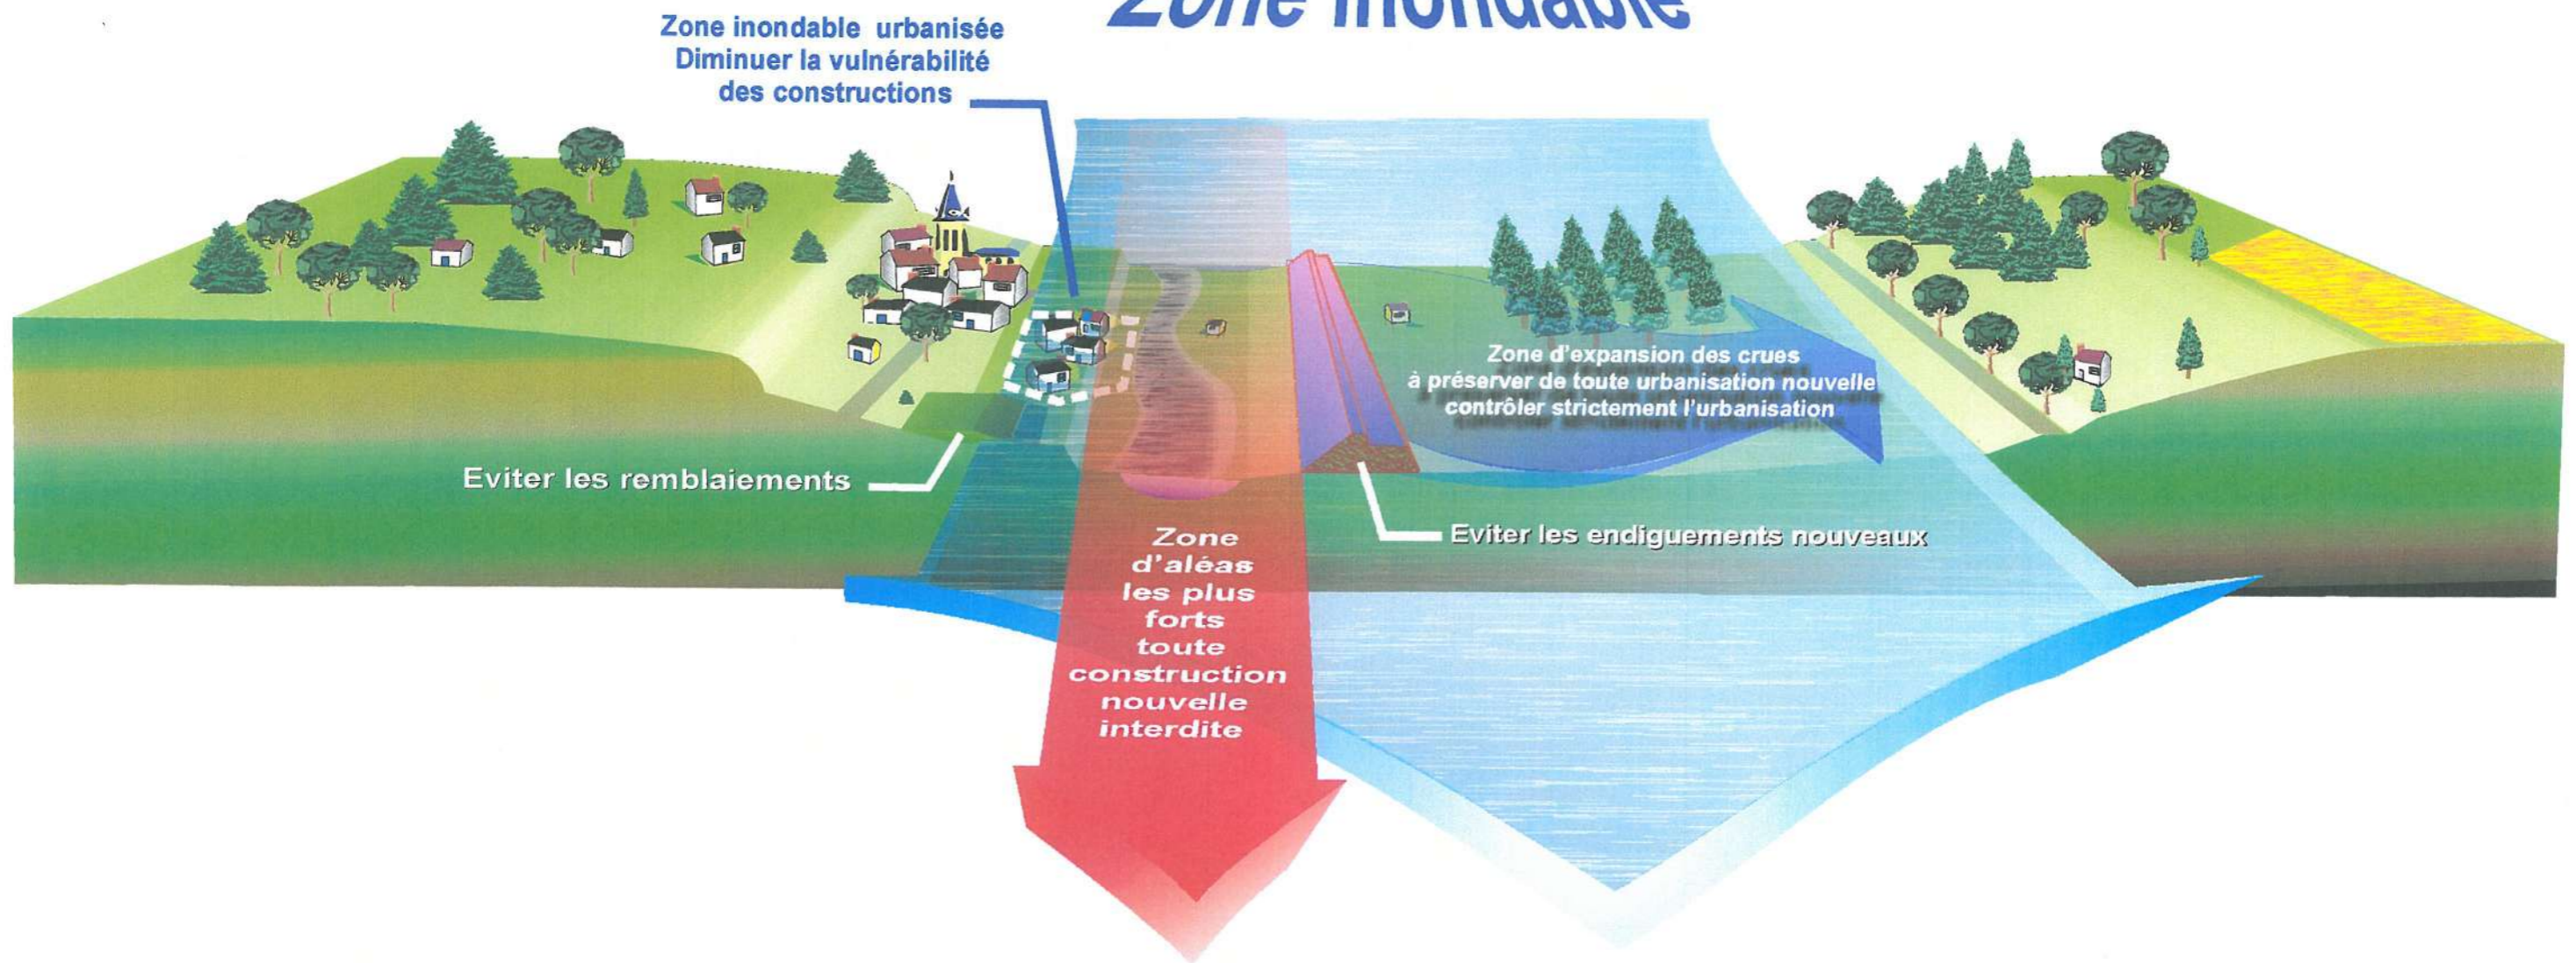 Zone inondable
Zone inondable urbanisée
Diminuer la vulnérabilité
des constructions
Zone d'expansion des crues
à préserver de toute urbanisation nouvelle
contrôler strictement l'urbanisation
Eviter les remblaiements
Eviter les endiguements nouveaux
Zone
d'aléas
les plus
forts
toute
construction
nouvelle
interdite